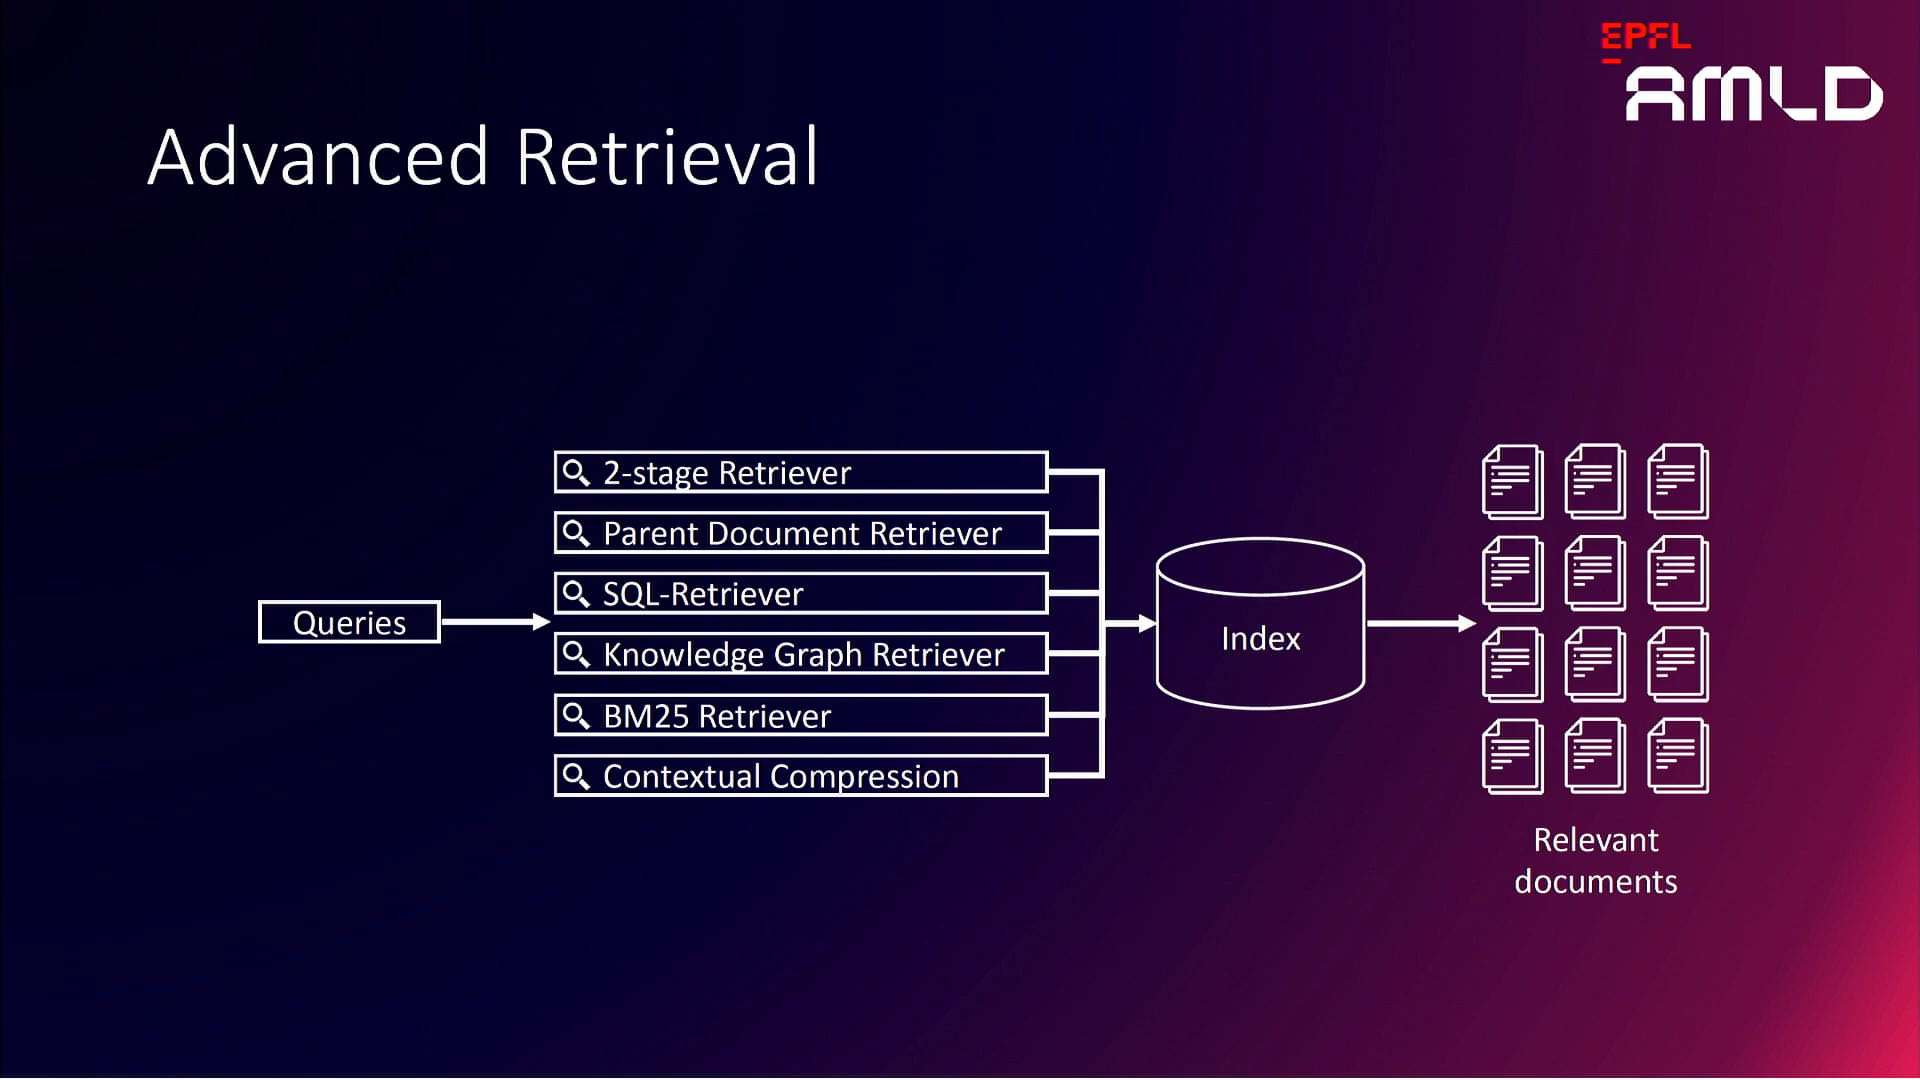 EPFL
AMLD
Advanced Retrieval
Queries
2-stage Retriever
Parent Document Retriever
SQL-Retriever
Knowledge Graph Retriever
BM25 Retriever
Contextual Compression
Index
Relevant
documents